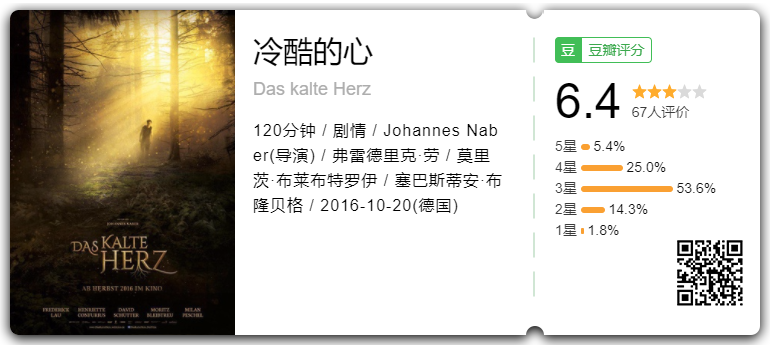 冷酷的心
Das kalte Herz
120分钟 / 剧情 / Johannes Nab
er(导演) / 弗雷德里克·劳 / 莫里
茨·布莱布特罗伊 / 塞巴斯蒂安·布
隆贝格 / 2016-10-20(德国)
豆 豆瓣评分
6.4
67人评价
5星 5.4%
4星 25.0%
3星 53.6%
2星 14.3%
1星 1.8%
DAS KALTE
HERZ
AB HERBST 2016 IM KINO
FREDERICK HENRIETTE DAVID MORITZ MILAN
LAU CONFURIUS SCHÜTTER BLEIBTREU PESCHEL